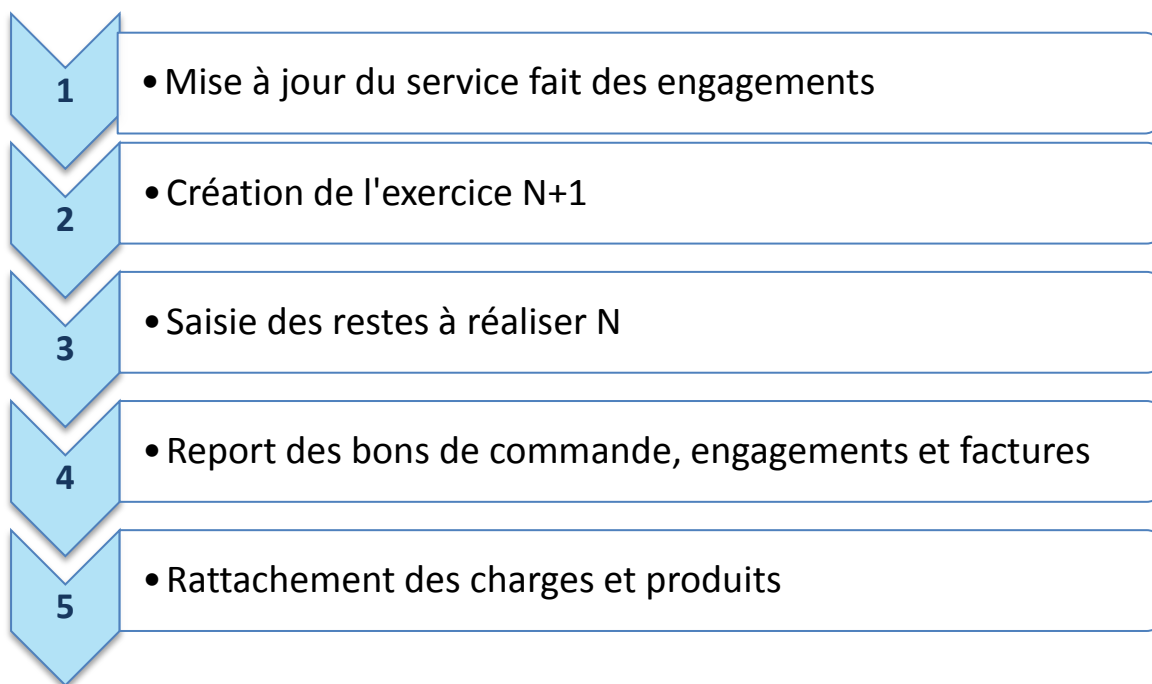 1
• Mise à jour du service fait des engagements
2
• Création de l'exercice N+1
3
• Saisie des restes à réaliser N
4
• Report des bons de commande, engagements et factures
5
• Rattachement des charges et produits